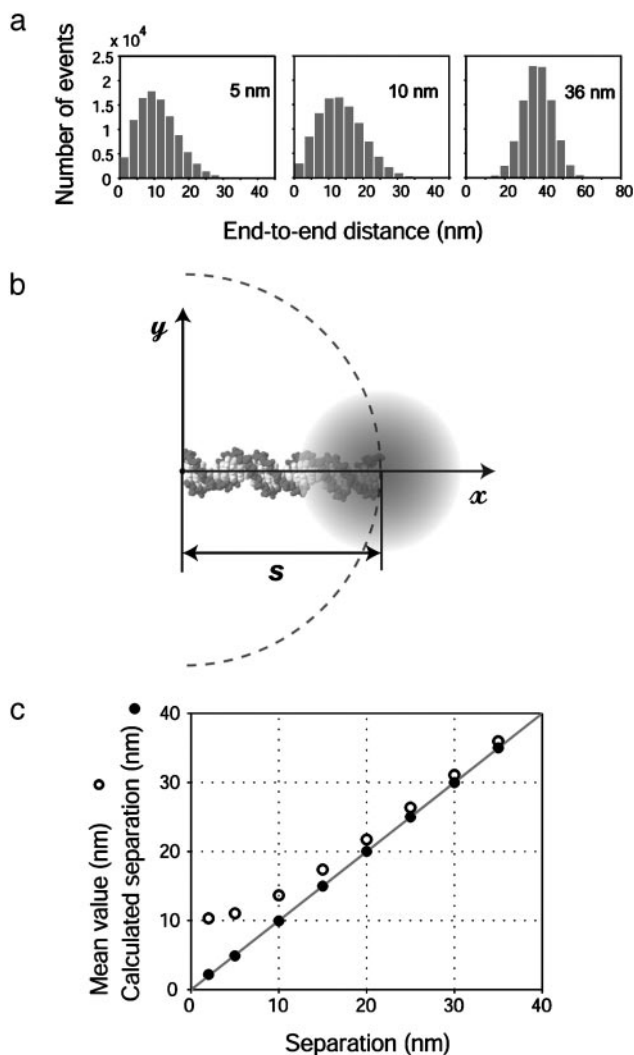 a
x 10⁴
Number of events
2.5
2.0
1.5
1.0
0.5
0
5 nm
10 nm
36 nm
0 10 20 30 40
0 10 20 30 40
20 40 60 80
End-to-end distance (nm)
b
y
x
s
c
Mean value (nm)
Calculated separation (nm)
40
30
20
10
0
0 10 20 30 40
Separation (nm)